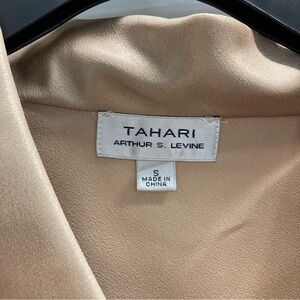 TAHARI
ARTHUR S. LEVINE
S
MADE IN
CHINA